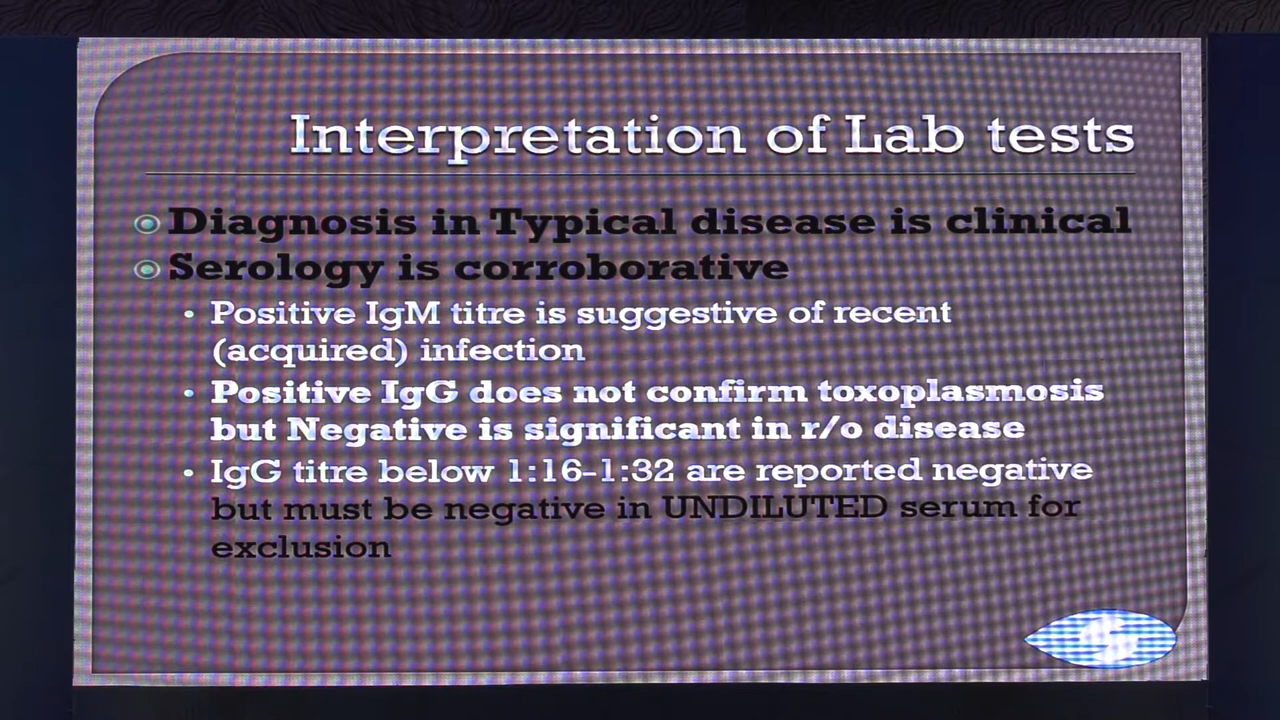 Interpretation of Lab tests
Diagnosis in Typical disease is clinical
Serology is corroborative
Positive IgM titre is suggestive of recent
(acquired) infection
Positive IgG does not confirm toxoplasmosis
but Negative is significant in r/o disease
IgG titre below 1:16-1:32 are reported negative
but must be negative in UNDILUTED serum for
exclusion